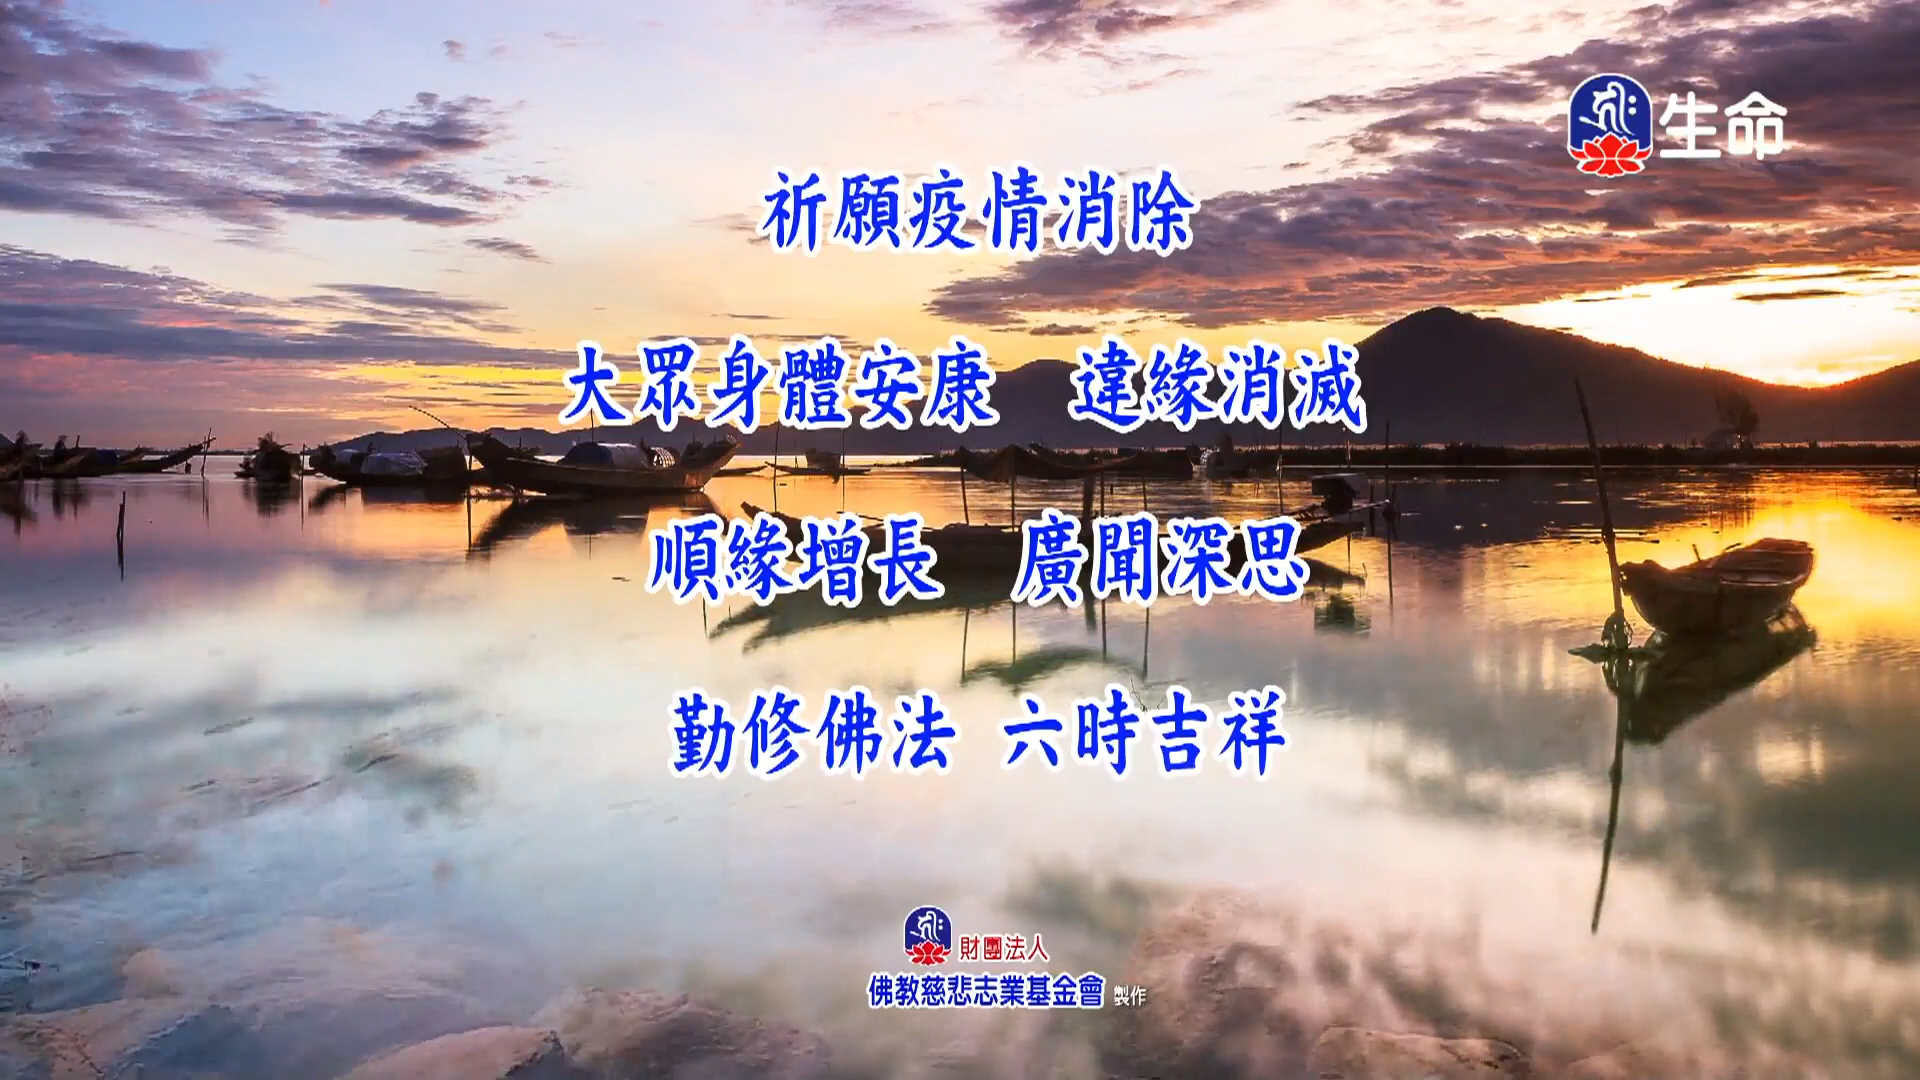 生命
祈願疫情消除
大眾身體安康　違緣消滅
順緣增長　廣聞深思
勤修佛法 六時吉祥
財團法人
佛教慈悲志業基金會 製作